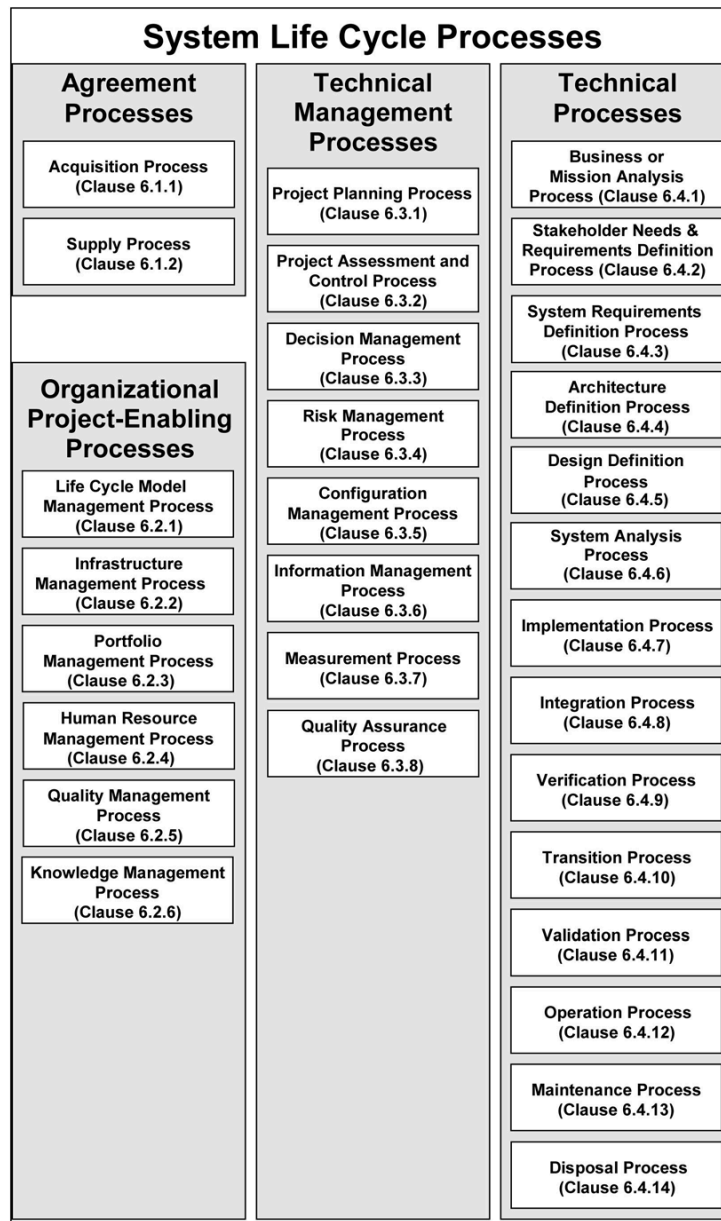 System Life Cycle Processes
Agreement
Processes
Acquisition Process
(Clause 6.1.1)
Supply Process
(Clause 6.1.2)
Organizational
Project-Enabling
Processes
Life Cycle Model
Management Process
(Clause 6.2.1)
Infrastructure
Management Process
(Clause 6.2.2)
Portfolio
Management Process
(Clause 6.2.3)
Human Resource
Management Process
(Clause 6.2.4)
Quality Management
Process
(Clause 6.2.5)
Knowledge Management
Process
(Clause 6.2.6)
Technical
Management
Processes
Project Planning Process
(Clause 6.3.1)
Project Assessment and
Control Process
(Clause 6.3.2)
Decision Management
Process
(Clause 6.3.3)
Risk Management
Process
(Clause 6.3.4)
Configuration
Management Process
(Clause 6.3.5)
Information Management
Process
(Clause 6.3.6)
Measurement Process
(Clause 6.3.7)
Quality Assurance
Process
(Clause 6.3.8)
Technical
Processes
Business or
Mission Analysis
Process (Clause 6.4.1)
Stakeholder Needs &
Requirements Definition
Process (Clause 6.4.2)
System Requirements
Definition Process
(Clause 6.4.3)
Architecture
Definition Process
(Clause 6.4.4)
Design Definition
Process
(Clause 6.4.5)
System Analysis
Process
(Clause 6.4.6)
Implementation Process
(Clause 6.4.7)
Integration Process
(Clause 6.4.8)
Verification Process
(Clause 6.4.9)
Transition Process
(Clause 6.4.10)
Validation Process
(Clause 6.4.11)
Operation Process
(Clause 6.4.12)
Maintenance Process
(Clause 6.4.13)
Disposal Process
(Clause 6.4.14)